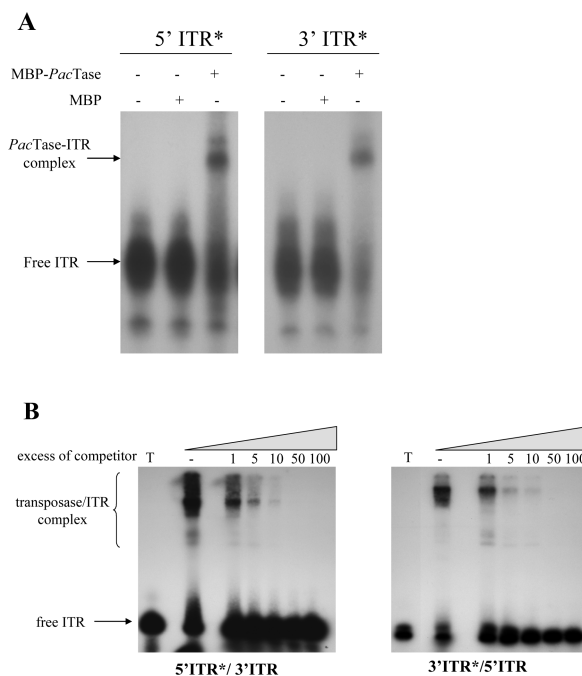 A
5’ ITR* 3’ ITR*
MBP-PacTase - - + - - +
MBP - + - - + -
PacTase-ITR
complex
Free ITR
B
excess of competitor T - 1 5 10 50 100 T - 1 5 10 50 100
transposase/ITR
complex
free ITR
5’ITR*/ 3’ITR 3’ITR*/5’ITR